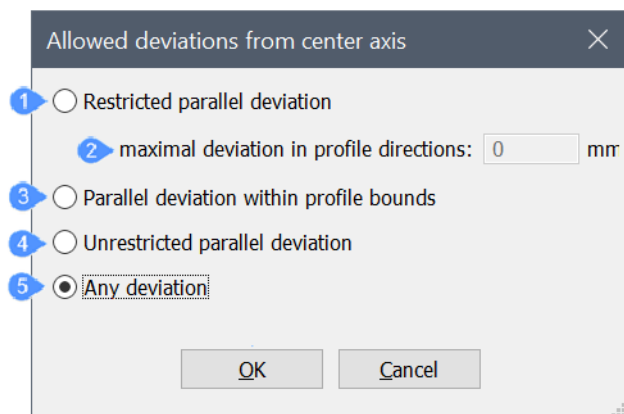 Allowed deviations from center axis
1 Restricted parallel deviation
2 maximal deviation in profile directions: 0 mm
3 Parallel deviation within profile bounds
4 Unrestricted parallel deviation
5 Any deviation
OK Cancel